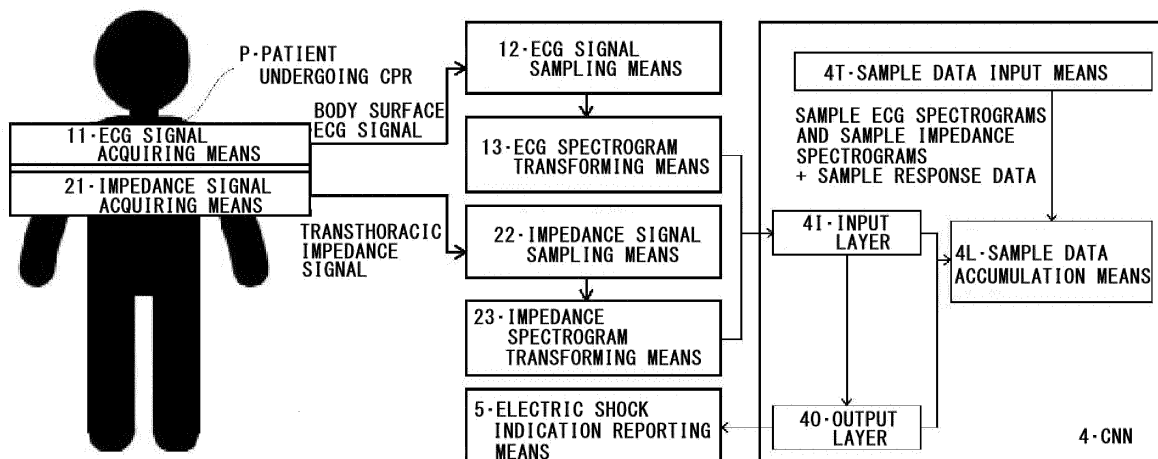 P·PATIENT
UNDERGOING CPR
11·ECG SIGNAL
ACQUIRING MEANS
21·IMPEDANCE SIGNAL
ACQUIRING MEANS
BODY SURFACE
ECG SIGNAL
TRANSTHORACIC
IMPEDANCE
SIGNAL
12·ECG SIGNAL
SAMPLING MEANS
13·ECG SPECTROGRAM
TRANSFORMING MEANS
22·IMPEDANCE SIGNAL
SAMPLING MEANS
23·IMPEDANCE
SPECTROGRAM
TRANSFORMING MEANS
5·ELECTRIC SHOCK
INDICATION REPORTING
MEANS
4T·SAMPLE DATA INPUT MEANS
SAMPLE ECG SPECTROGRAMS
AND SAMPLE IMPEDANCE
SPECTROGRAMS
+ SAMPLE RESPONSE DATA
4I·INPUT
LAYER
4L·SAMPLE DATA
ACCUMULATION MEANS
4O·OUTPUT
LAYER
4·CNN